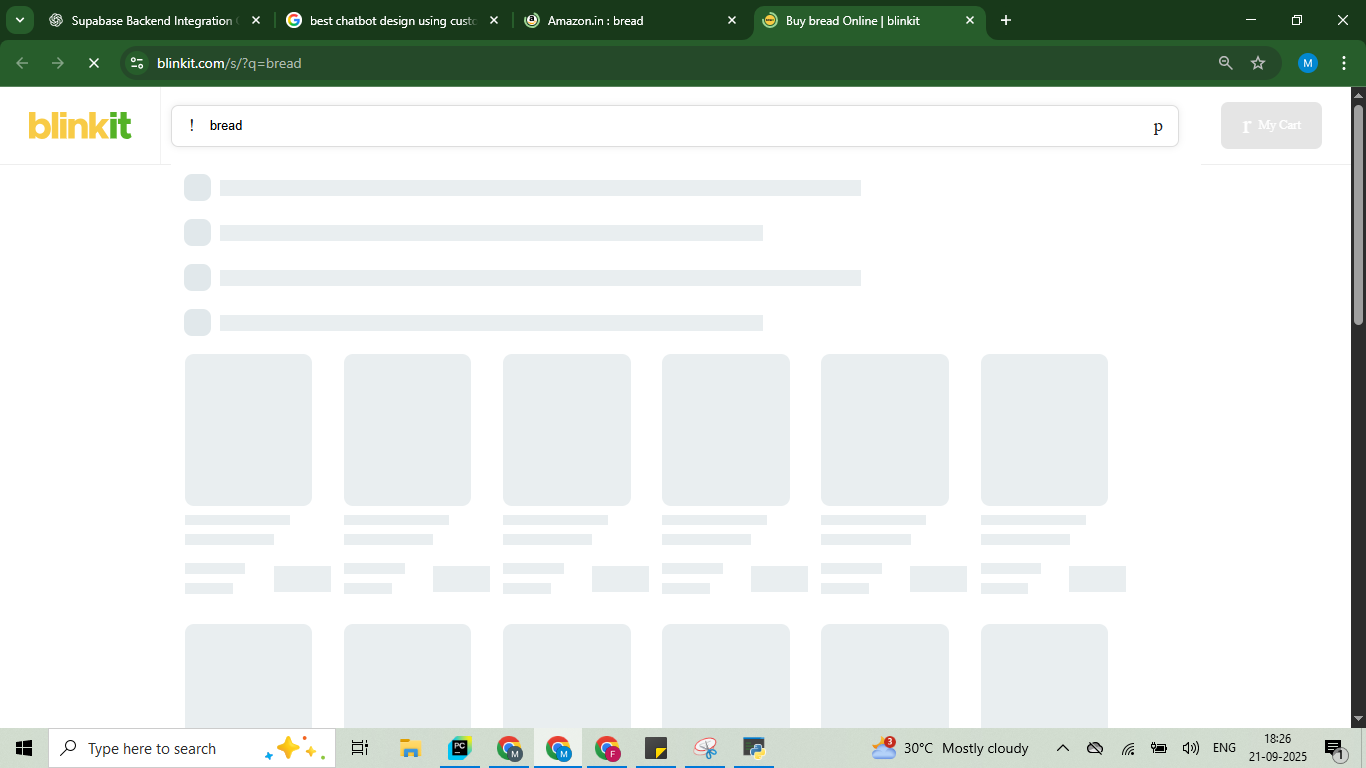 Supabase Backend Integration
best chatbot design using custo
Amazon.in : bread
Buy bread Online | blinkit
blinkit.com/s/?q=bread
M
blinkit
! bread
p
r My Cart
PC
M
M
F
Type here to search
3
30°C Mostly cloudy
ENG
18:26
21-09-2025
1